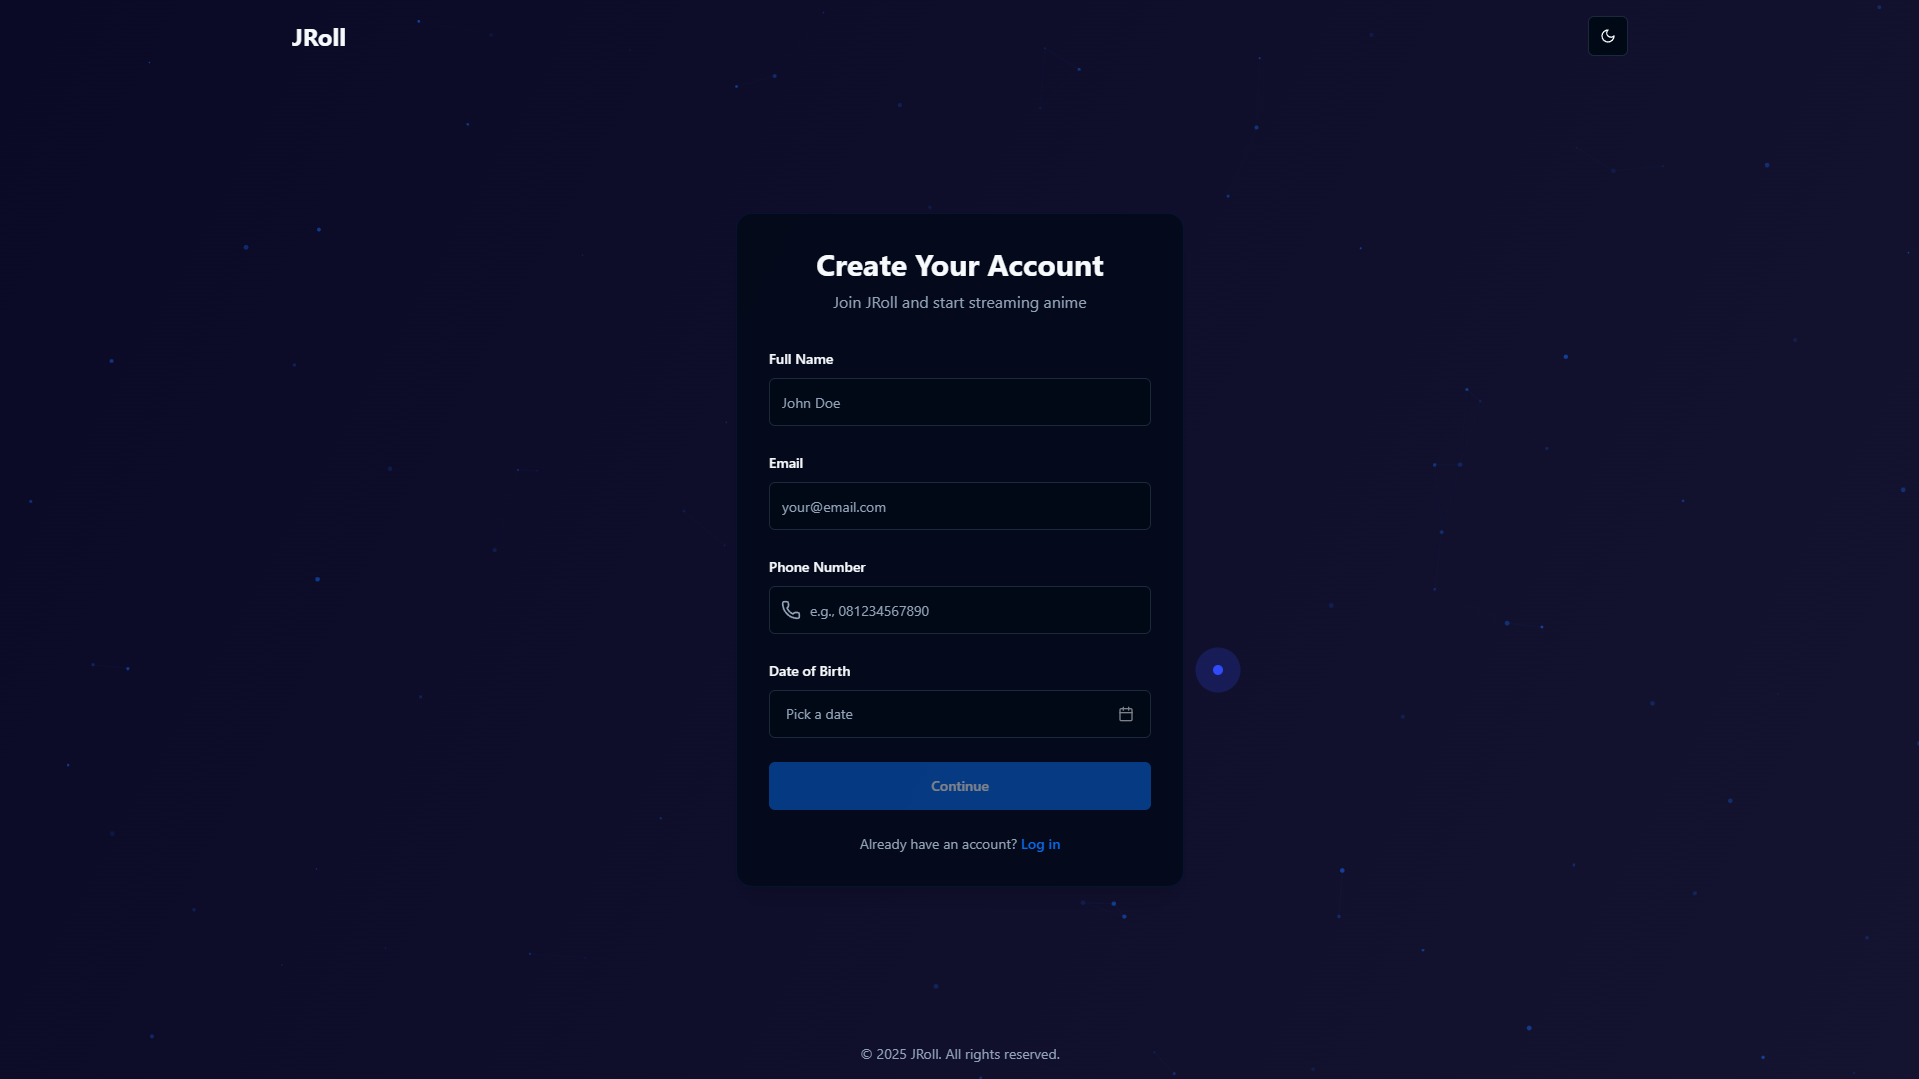 JRoll
Create Your Account
Join JRoll and start streaming anime
Full Name
John Doe
Email
your@email.com
Phone Number
e.g., 081234567890
Date of Birth
Pick a date
Continue
Already have an account? Log in
© 2025 JRoll. All rights reserved.